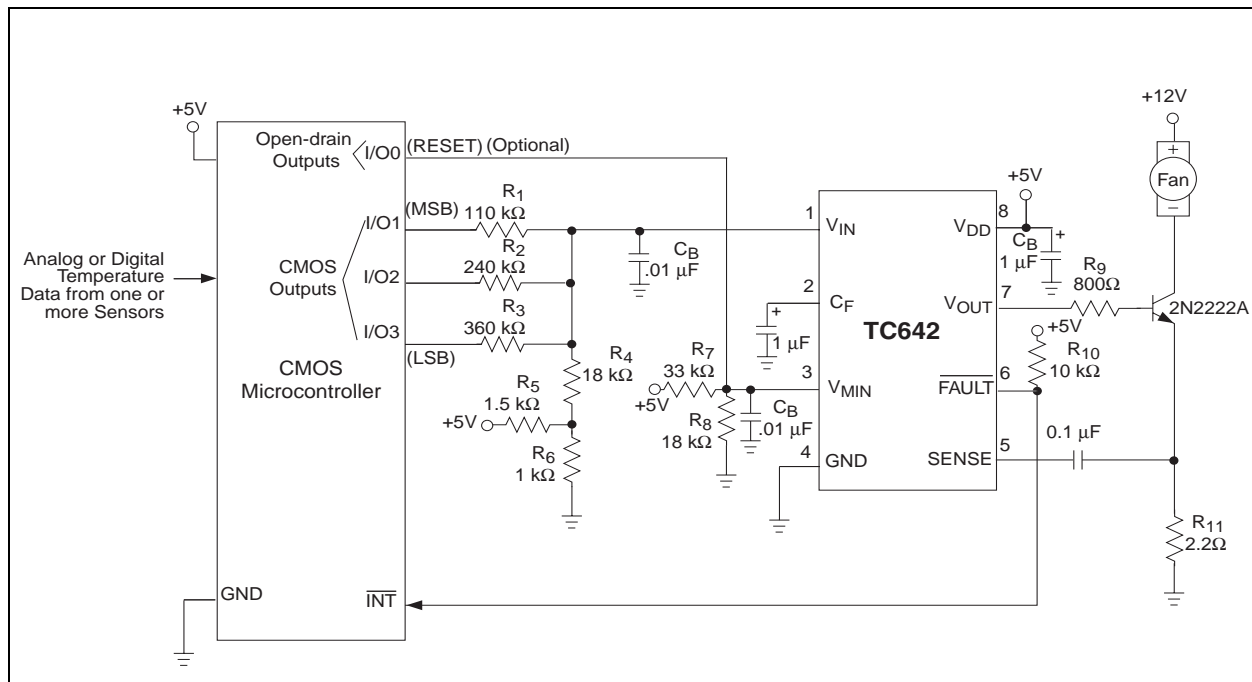 +5V
Open-drain
Outputs
I/O0
(RESET) (Optional)
(MSB)
I/O1
R1
110 kΩ
CMOS
Outputs
I/O2
R2
240 kΩ
I/O3
R3
360 kΩ
(LSB)
Analog or Digital
Temperature
Data from one or
more Sensors
CMOS
Microcontroller
R4
18 kΩ
R5
1.5 kΩ
+5V
R6
1 kΩ
GND
INT
CB
.01 μF
1 μF
R7
33 kΩ
+5V
R8
18 kΩ
CB
.01 μF
1
VIN
2
CF
3
VMIN
4
GND
TC642
8
VDD
7
VOUT
6
FAULT
5
SENSE
+5V
CB
1 μF
R9
800Ω
+5V
R10
10 kΩ
0.1 μF
+12V
+
Fan
–
2N2222A
R11
2.2Ω
+
+